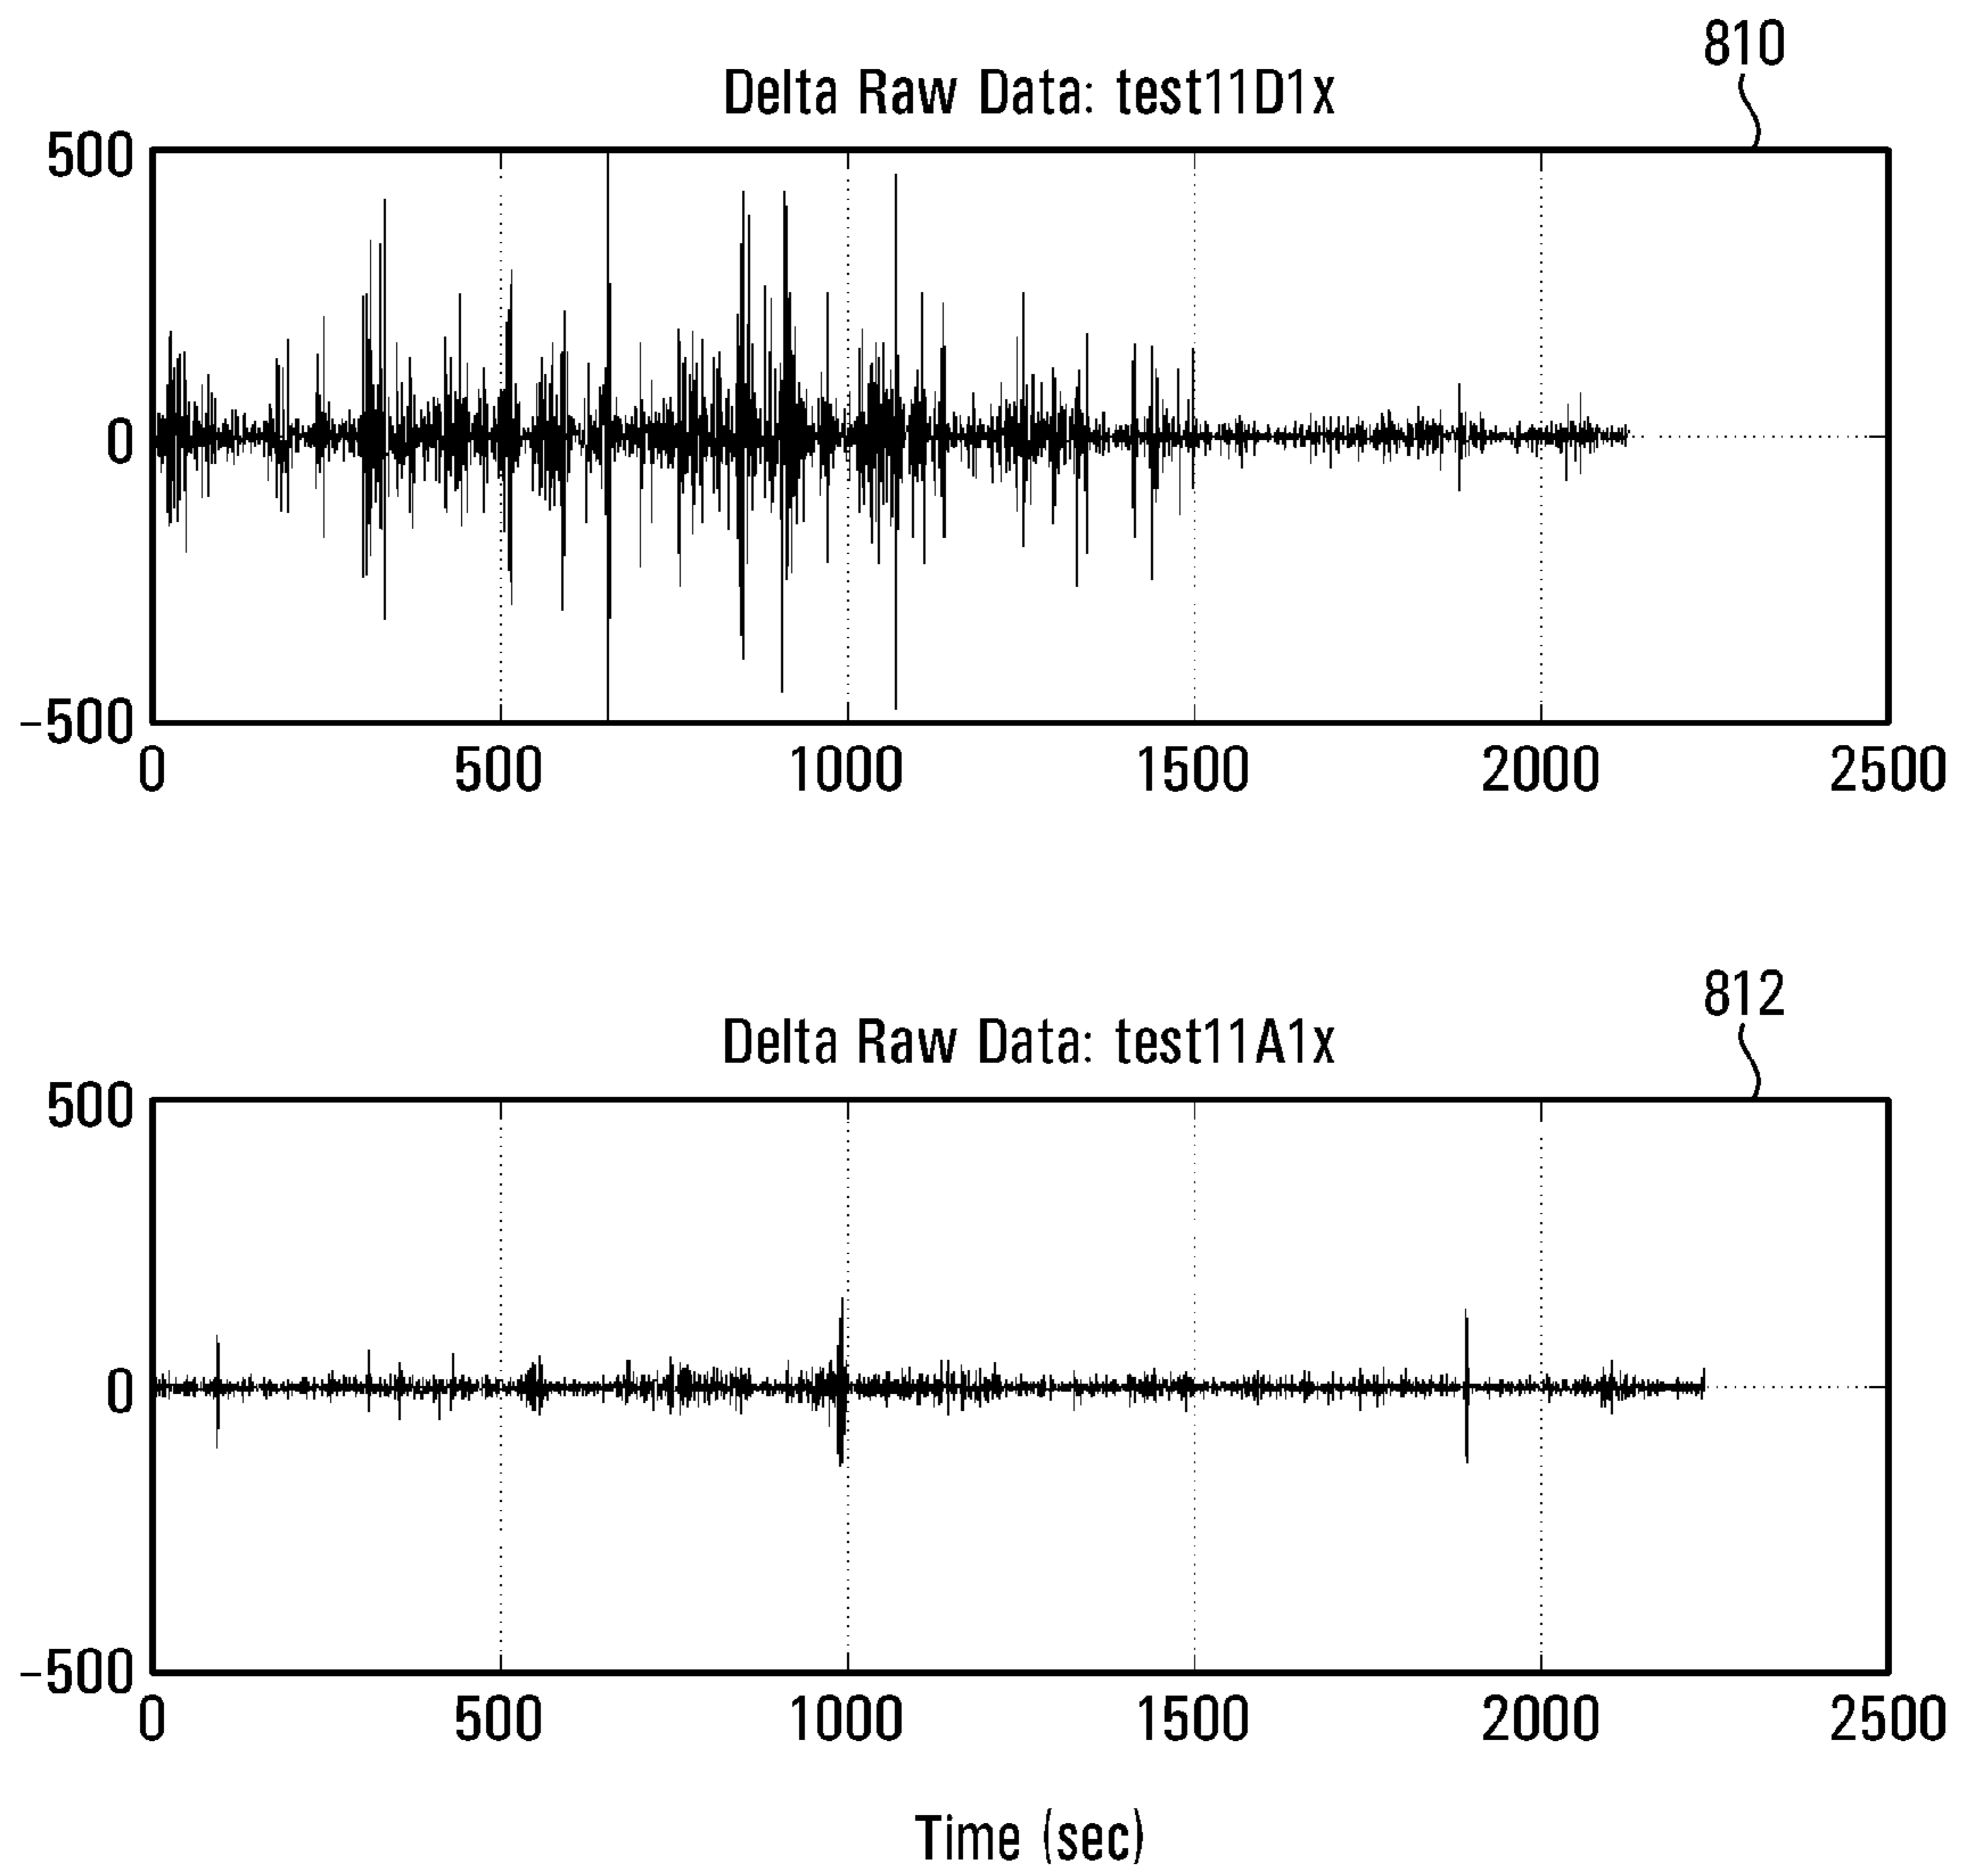 810
Delta Raw Data: test11D1x
500
0
−500
0 500 1000 1500 2000 2500
812
Delta Raw Data: test11A1x
500
0
−500
0 500 1000 1500 2000 2500
Time (sec)